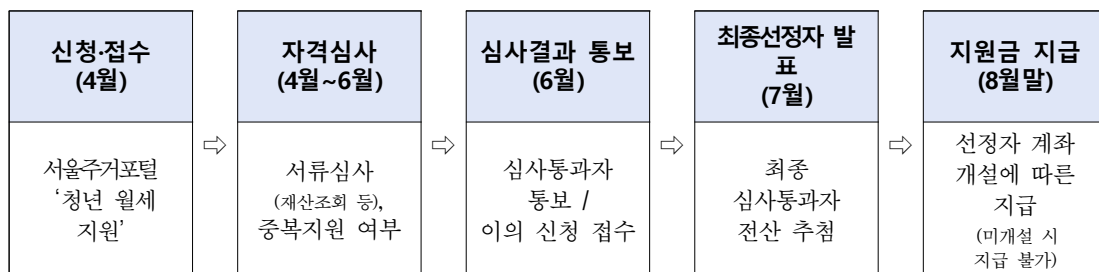 신청·접수
(4월)
서울주거포털
‘청년 월세
지원’
⇨
자격심사
(4월~6월)
서류심사
(재산조회 등),
중복지원 여부
⇨
심사결과 통보
(6월)
심사통과자
통보 /
이의 신청 접수
⇨
최종선정자 발
표
(7월)
최종
심사통과자
전산 추첨
⇨
지원금 지급
(8월말)
선정자 계좌
개설에 따른
지급
(미개설 시
지급 불가)